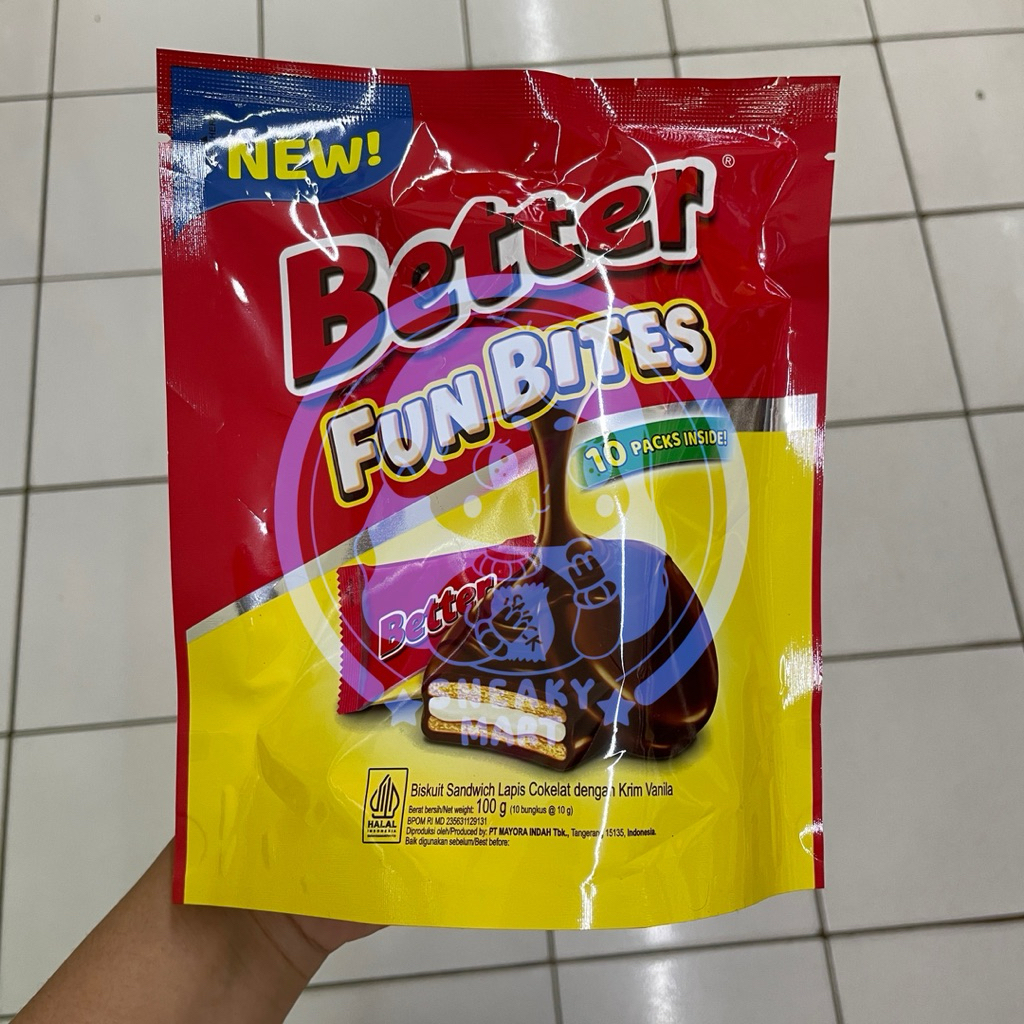 NEW!
Better®
FUN BITES
10 PACKS INSIDE!
Better
SNEAKY
MART
HALAL
INDONESIA
Biskuit Sandwich Lapis Cokelat dengan Krim Vanila
Berat bersih/Net weight: 100 g (10 bungkus @ 10 g)
BPOM RI MD 235631129131
Diproduksi oleh/Produced by: PT MAYORA INDAH Tbk., Tangerang 15135, Indonesia.
Baik digunakan sebelum/Best before: